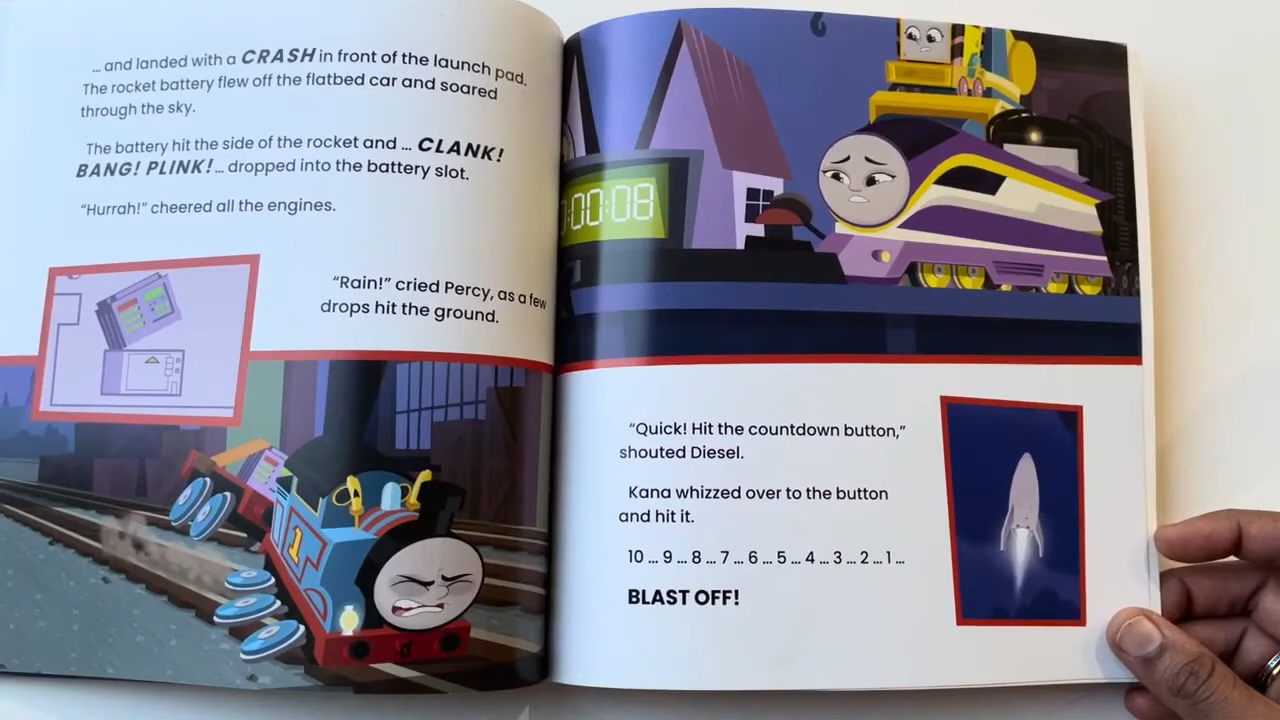 ... and landed with a CRASH in front of the launch pad.
The rocket battery flew off the flatbed car and soared
through the sky.
The battery hit the side of the rocket and ... CLANK!
BANG! PLINK! ... dropped into the battery slot.
“Hurrah!” cheered all the engines.
“Rain!” cried Percy, as a few
drops hit the ground.
1
:00:08
“Quick! Hit the countdown button,”
shouted Diesel.
Kana whizzed over to the button
and hit it.
10 ... 9 ... 8 ... 7 ... 6 ... 5 ... 4 ... 3 ... 2 ... 1 ...
BLAST OFF!